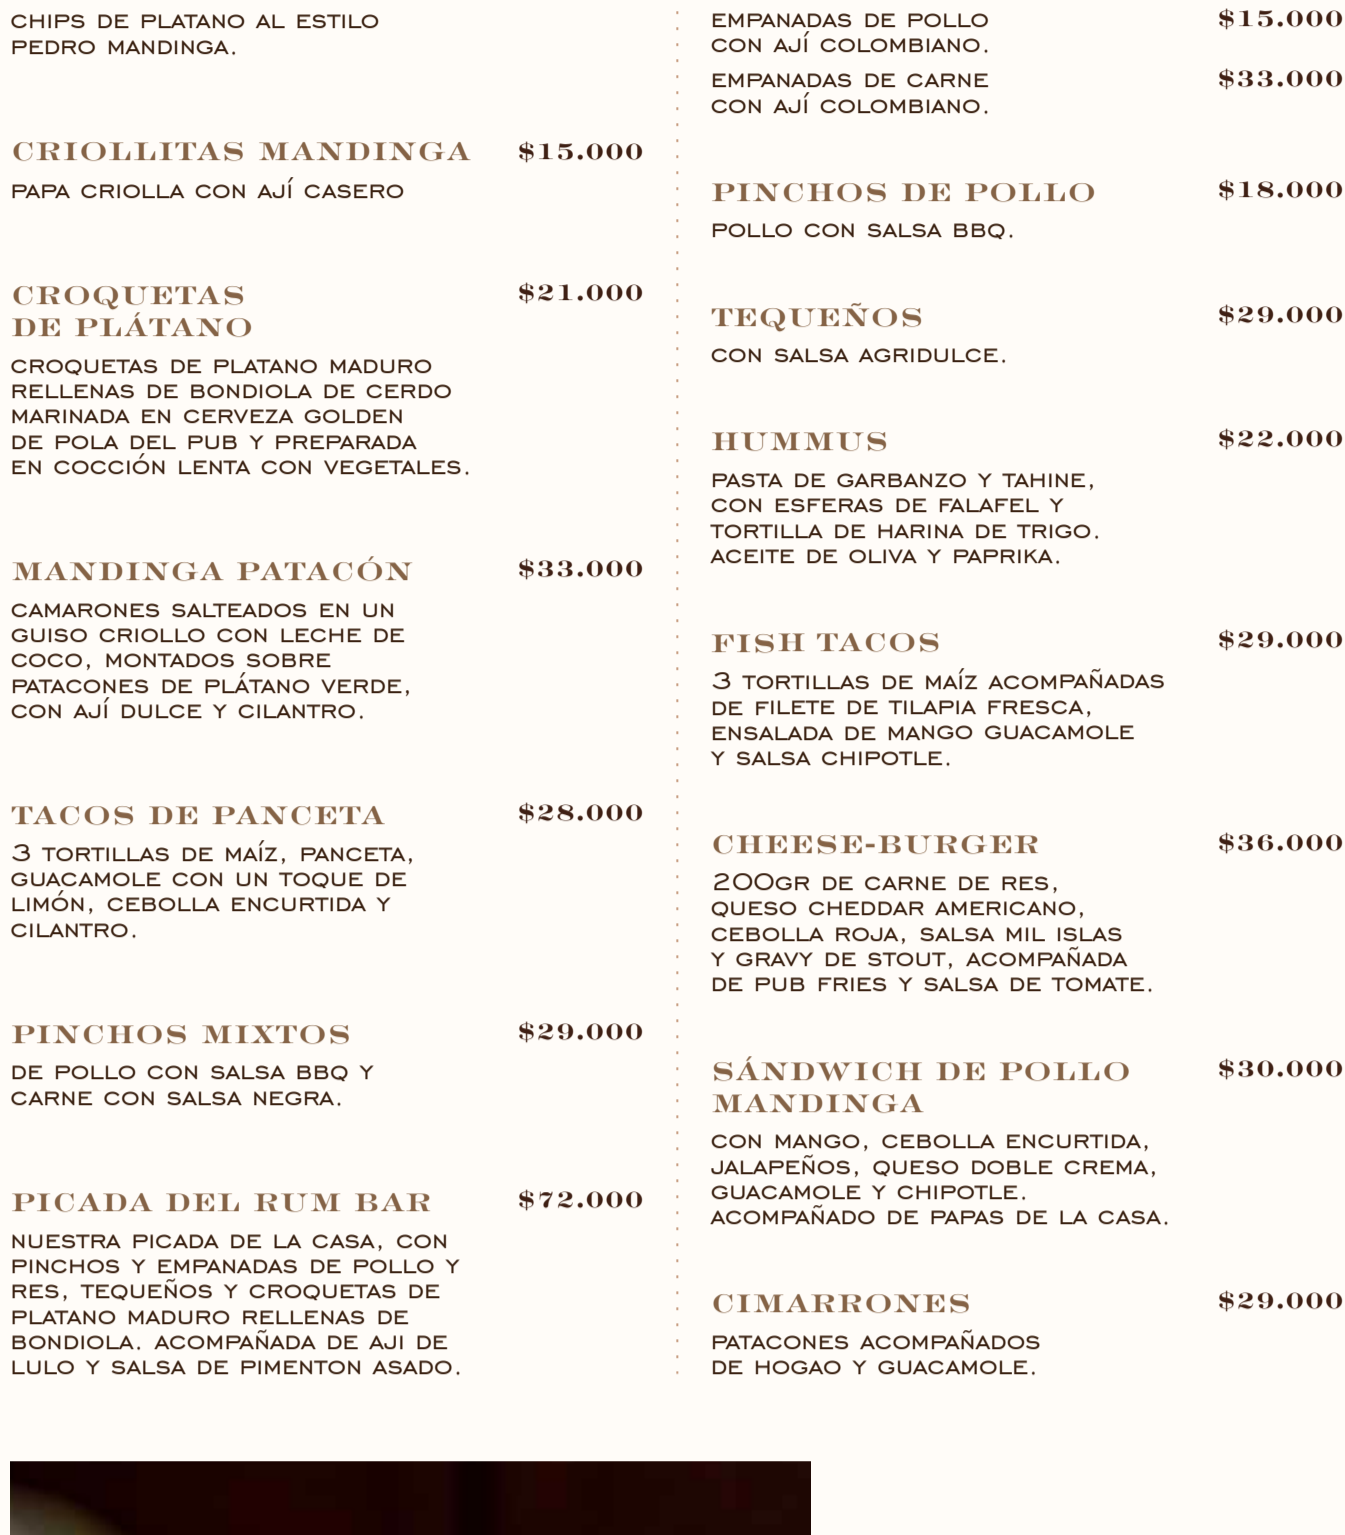 CHIPS DE PLATANO AL ESTILO
PEDRO MANDINGA.
CRIOLLITAS MANDINGA $15.000
PAPA CRIOLLA CON AJÍ CASERO
CROQUETAS $21.000
DE PLÁTANO
CROQUETAS DE PLATANO MADURO
RELLENAS DE BONDIOLA DE CERDO
MARINADA EN CERVEZA GOLDEN
DE POLA DEL PUB Y PREPARADA
EN COCCIÓN LENTA CON VEGETALES.
MANDINGA PATACÓN $33.000
CAMARONES SALTEADOS EN UN
GUISO CRIOLLO CON LECHE DE
COCO, MONTADOS SOBRE
PATACONES DE PLÁTANO VERDE,
CON AJÍ DULCE Y CILANTRO.
TACOS DE PANCETA $28.000
3 TORTILLAS DE MAÍZ, PANCETA,
GUACAMOLE CON UN TOQUE DE
LIMÓN, CEBOLLA ENCURTIDA Y
CILANTRO.
PINCHOS MIXTOS $29.000
DE POLLO CON SALSA BBQ Y
CARNE CON SALSA NEGRA.
PICADA DEL RUM BAR $72.000
NUESTRA PICADA DE LA CASA, CON
PINCHOS Y EMPANADAS DE POLLO Y
RES, TEQUEÑOS Y CROQUETAS DE
PLATANO MADURO RELLENAS DE
BONDIOLA. ACOMPAÑADA DE AJI DE
LULO Y SALSA DE PIMENTON ASADO.
EMPANADAS DE POLLO $15.000
CON AJÍ COLOMBIANO.
EMPANADAS DE CARNE $33.000
CON AJÍ COLOMBIANO.
PINCHOS DE POLLO $18.000
POLLO CON SALSA BBQ.
TEQUEÑOS $29.000
CON SALSA AGRIDULCE.
HUMMUS $22.000
PASTA DE GARBANZO Y TAHINE,
CON ESFERAS DE FALAFEL Y
TORTILLA DE HARINA DE TRIGO.
ACEITE DE OLIVA Y PAPRIKA.
FISH TACOS $29.000
3 TORTILLAS DE MAÍZ ACOMPAÑADAS
DE FILETE DE TILAPIA FRESCA,
ENSALADA DE MANGO GUACAMOLE
Y SALSA CHIPOTLE.
CHEESE-BURGER $36.000
200GR DE CARNE DE RES,
QUESO CHEDDAR AMERICANO,
CEBOLLA ROJA, SALSA MIL ISLAS
Y GRAVY DE STOUT, ACOMPAÑADA
DE PUB FRIES Y SALSA DE TOMATE.
SÁNDWICH DE POLLO $30.000
MANDINGA
CON MANGO, CEBOLLA ENCURTIDA,
JALAPEÑOS, QUESO DOBLE CREMA,
GUACAMOLE Y CHIPOTLE.
ACOMPAÑADO DE PAPAS DE LA CASA.
CIMARRONES $29.000
PATACONES ACOMPAÑADOS
DE HOGAO Y GUACAMOLE.